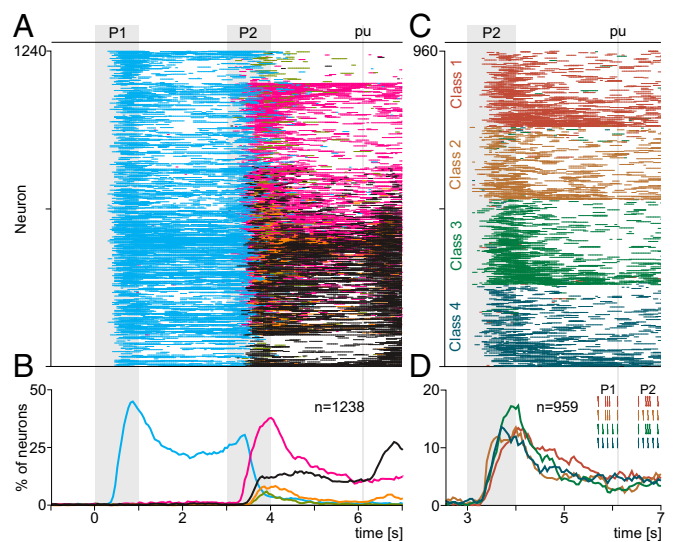 A
P1 P2 pu
1240
Neuron
C
P2 pu
960
Class 1
Class 2
Class 3
Class 4
B
50
25
0
% of neurons
n=1238
0 2 4 6
time [s]
D
20
10
0
n=959
P1 P2
3 5 7
time [s]